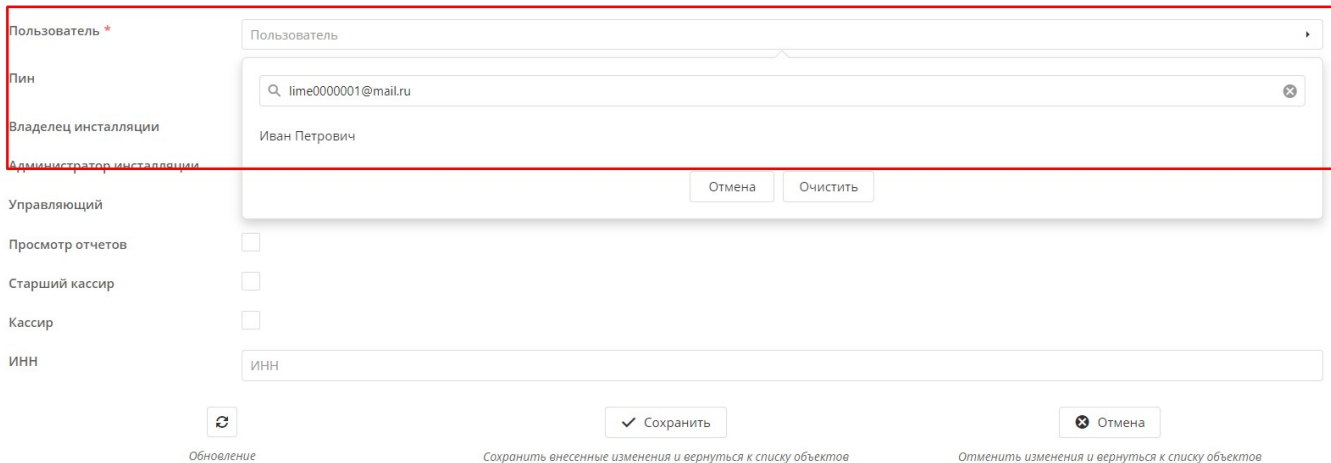 Пользователь *
Пользователь
Пин
lime0000001@mail.ru
Владелец инсталляции
Иван Петрович
Администратор инсталляции
Отмена
Очистить
Управляющий
Просмотр отчетов
Старший кассир
Кассир
ИНН
ИНН
Сохранить
Отмена
Обновление
Сохранить внесенные изменения и вернуться к списку объектов
Отменить изменения и вернуться к списку объектов